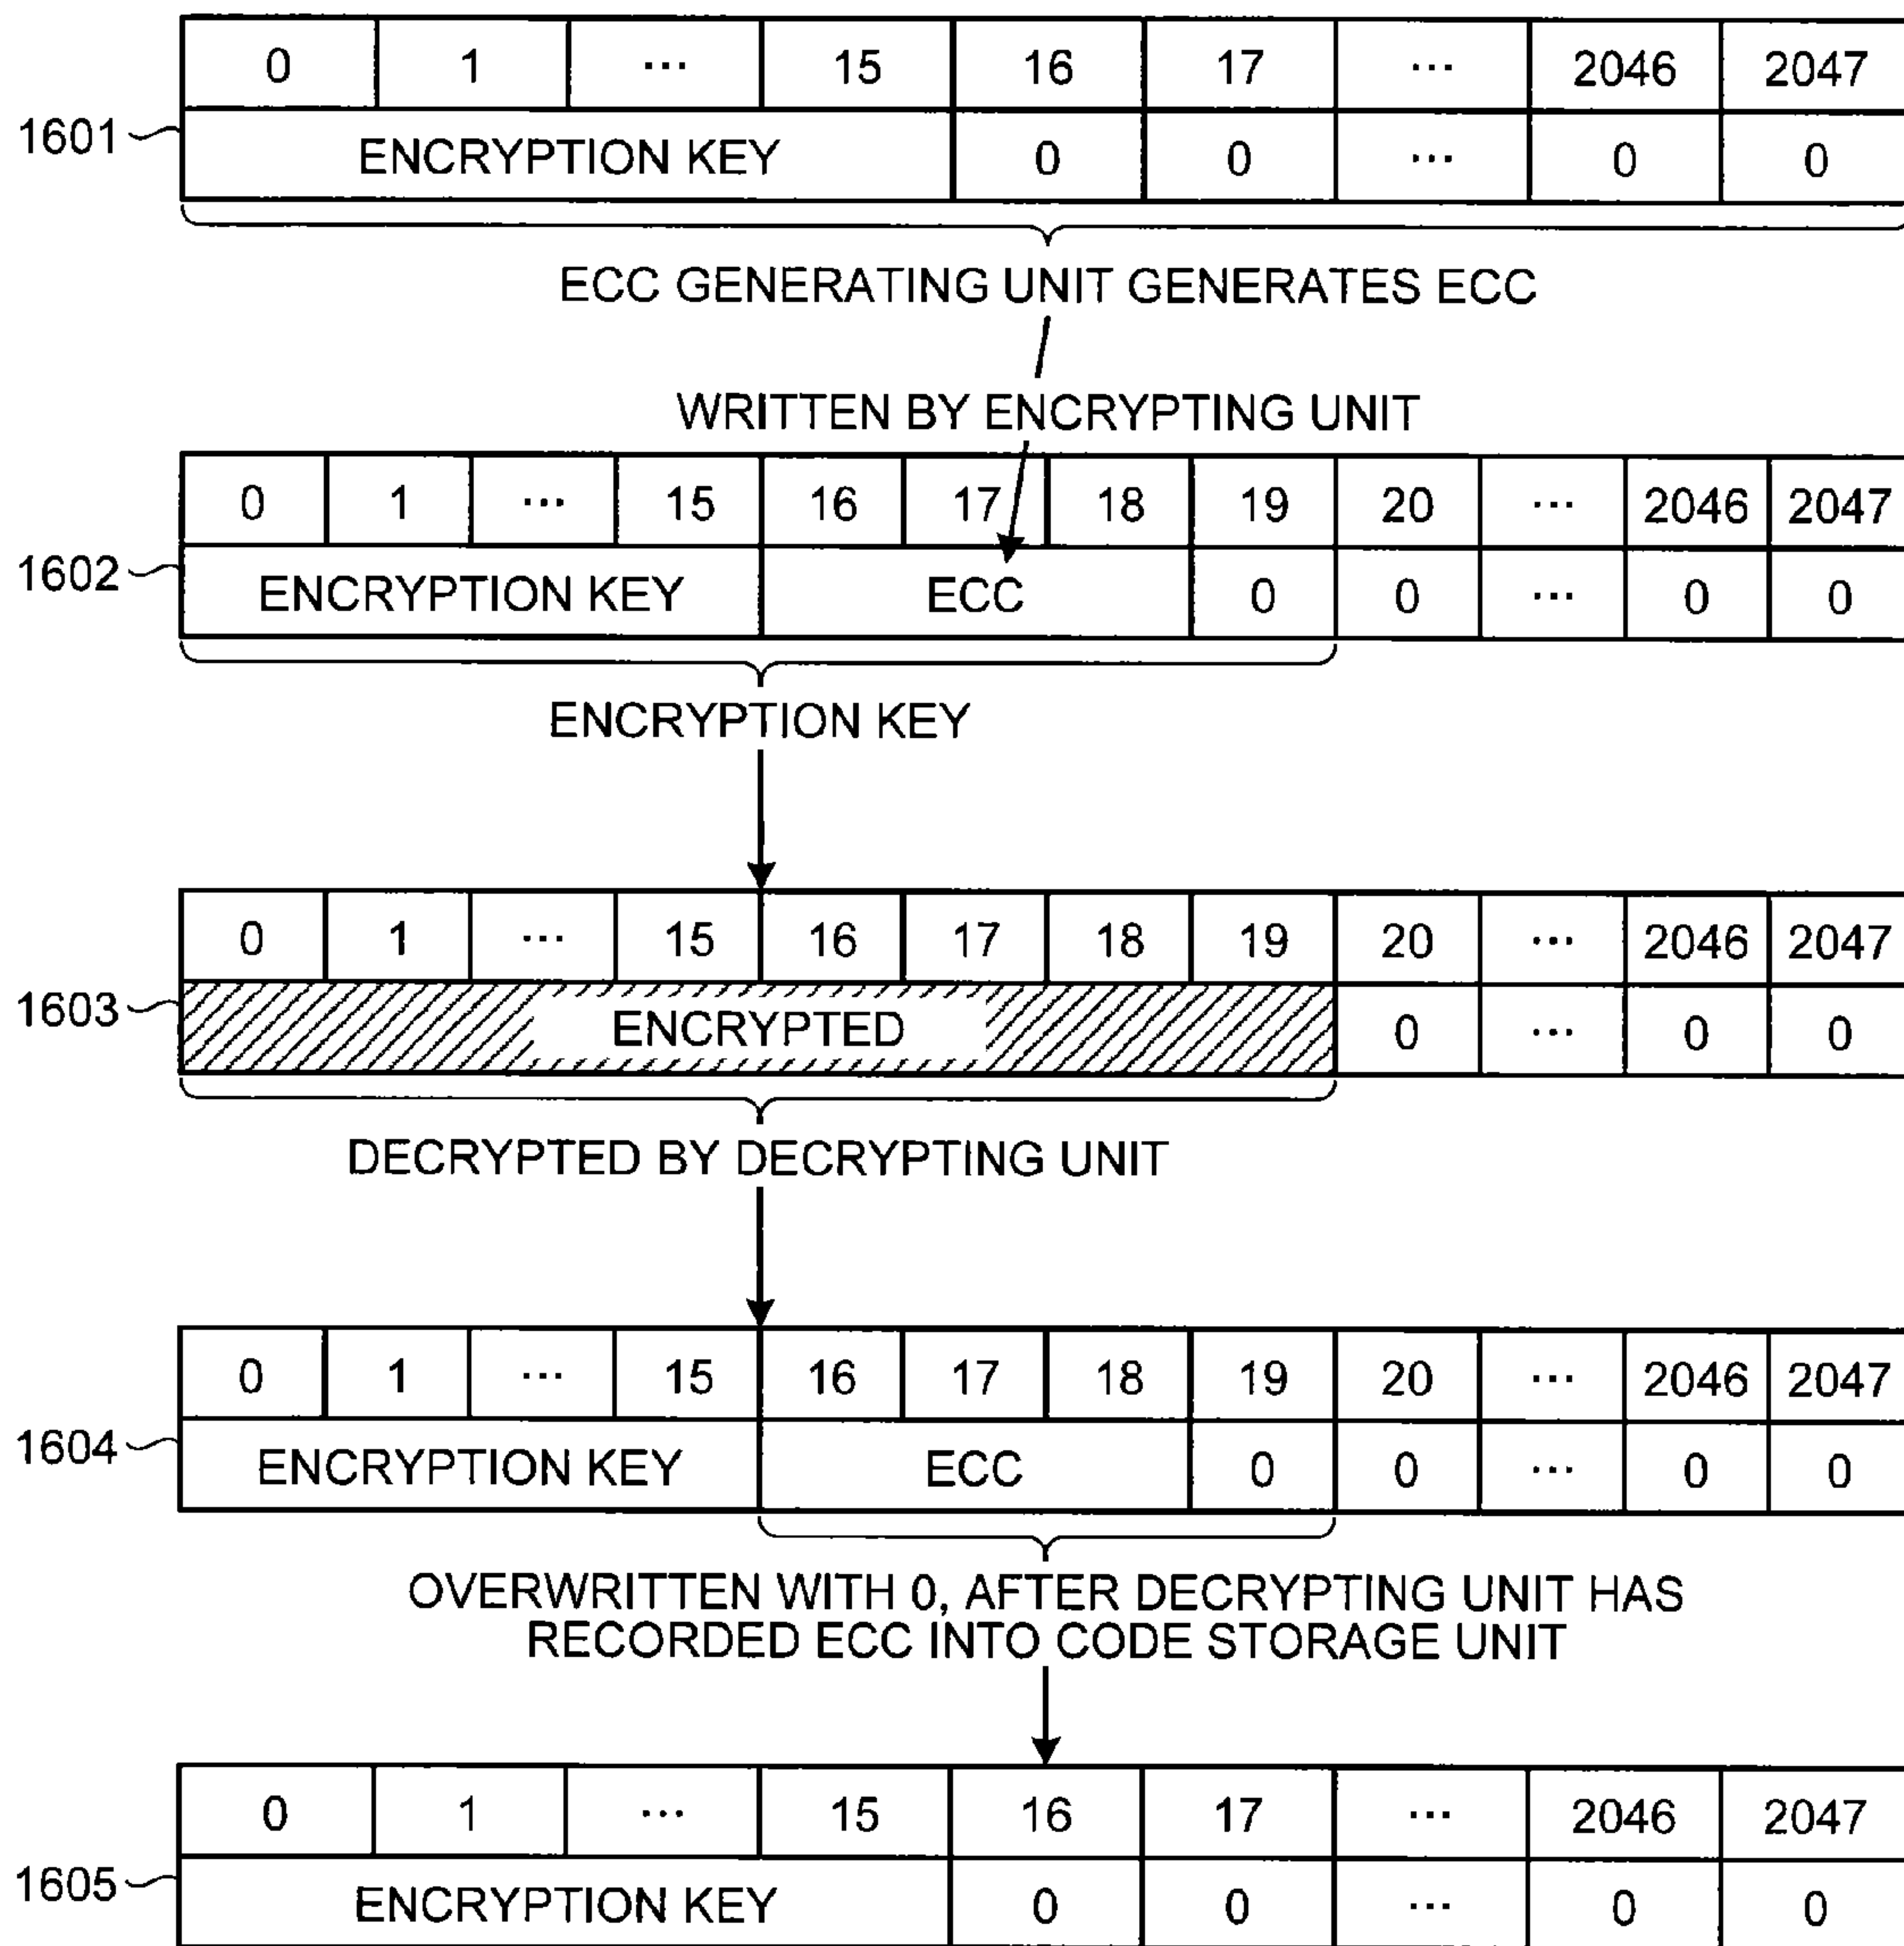 0 1 ... 15 16 17 ... 2046 2047
1601
ENCRYPTION KEY 0 0 ... 0 0
ECC GENERATING UNIT GENERATES ECC
WRITTEN BY ENCRYPTING UNIT
0 1 ... 15 16 17 18 19 20 ... 2046 2047
1602
ENCRYPTION KEY ECC 0 0 ... 0 0
ENCRYPTION KEY
0 1 ... 15 16 17 18 19 20 ... 2046 2047
1603
ENCRYPTED 0 ... 0 0
DECRYPTED BY DECRYPTING UNIT
0 1 ... 15 16 17 18 19 20 ... 2046 2047
1604
ENCRYPTION KEY ECC 0 0 ... 0 0
OVERWRITTEN WITH 0, AFTER DECRYPTING UNIT HAS
RECORDED ECC INTO CODE STORAGE UNIT
0 1 ... 15 16 17 ... 2046 2047
1605
ENCRYPTION KEY 0 0 ... 0 0